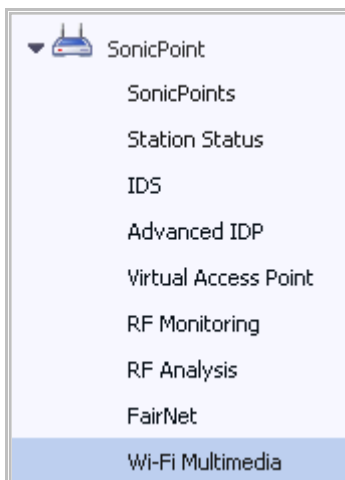 SonicPoint
SonicPoints
Station Status
IDS
Advanced IDP
Virtual Access Point
RF Monitoring
RF Analysis
FairNet
Wi-Fi Multimedia